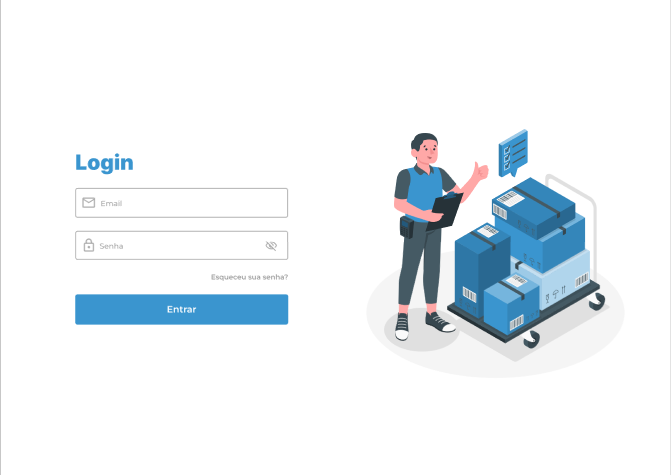 Login
Email
Senha
Esqueceu sua senha?
Entrar